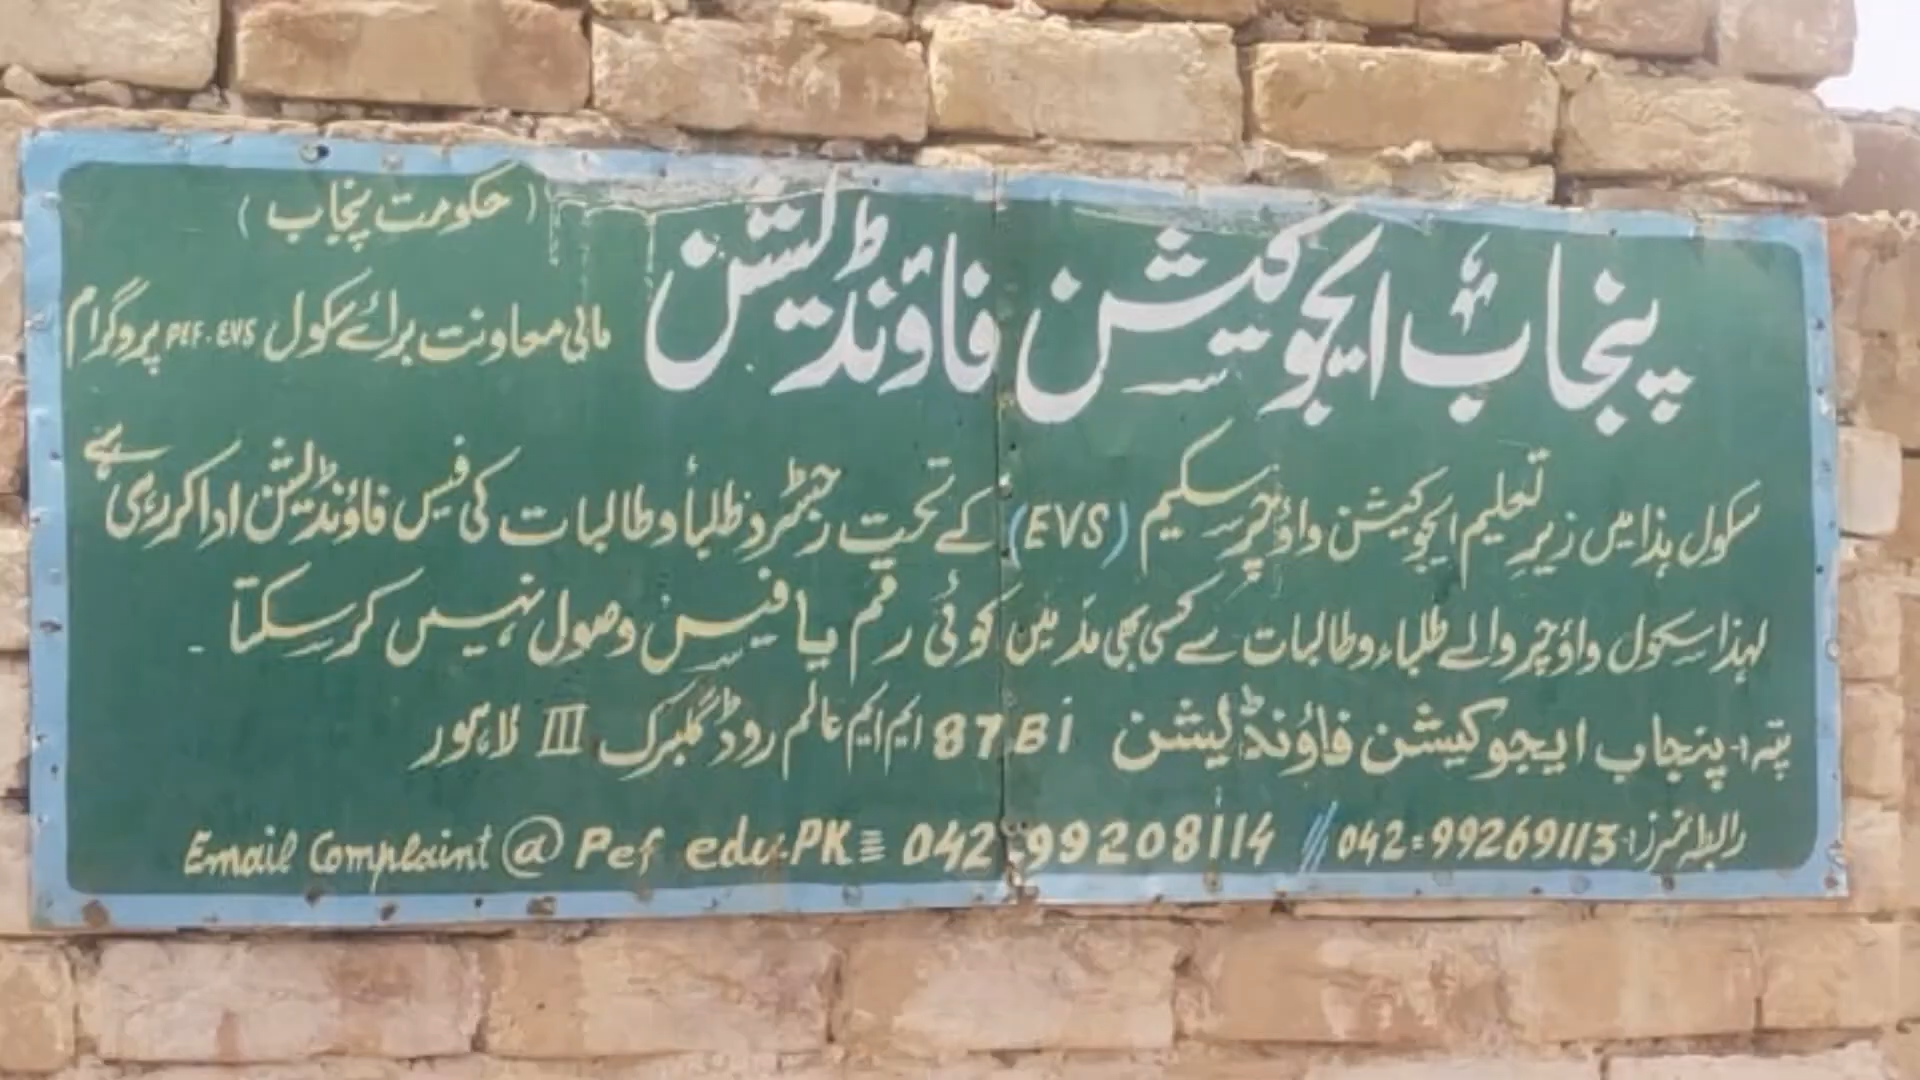 پنجاب ایجوکیشن فاؤنڈیشن
(حکومت پنجاب)
مالی معاونت برائے سکول PEF.EVS پروگرام
سکول ہذا میں زیرِ تعلیم ایجوکیشن واؤچر سکیم (EVS) کے تحت رجسٹرڈ طلباٗ و طالبات کی فیس فاؤنڈیشن ادا کر رہی ہے
لہذا سکول واؤچر والے طلباء و طالبات سے کسی بھی مد میں کوئی رقم یا فیس وصول نہیں کر سکتا -
پتہ:- پنجاب ایجوکیشن فاؤنڈیشن 87 Bi ایم ایم عالم روڈ گلبرگ III لاہور
رابطہ نمبرز:- 042=99269113 // 042-99208114 ≡ Email Complaint @ Pef edu.PK